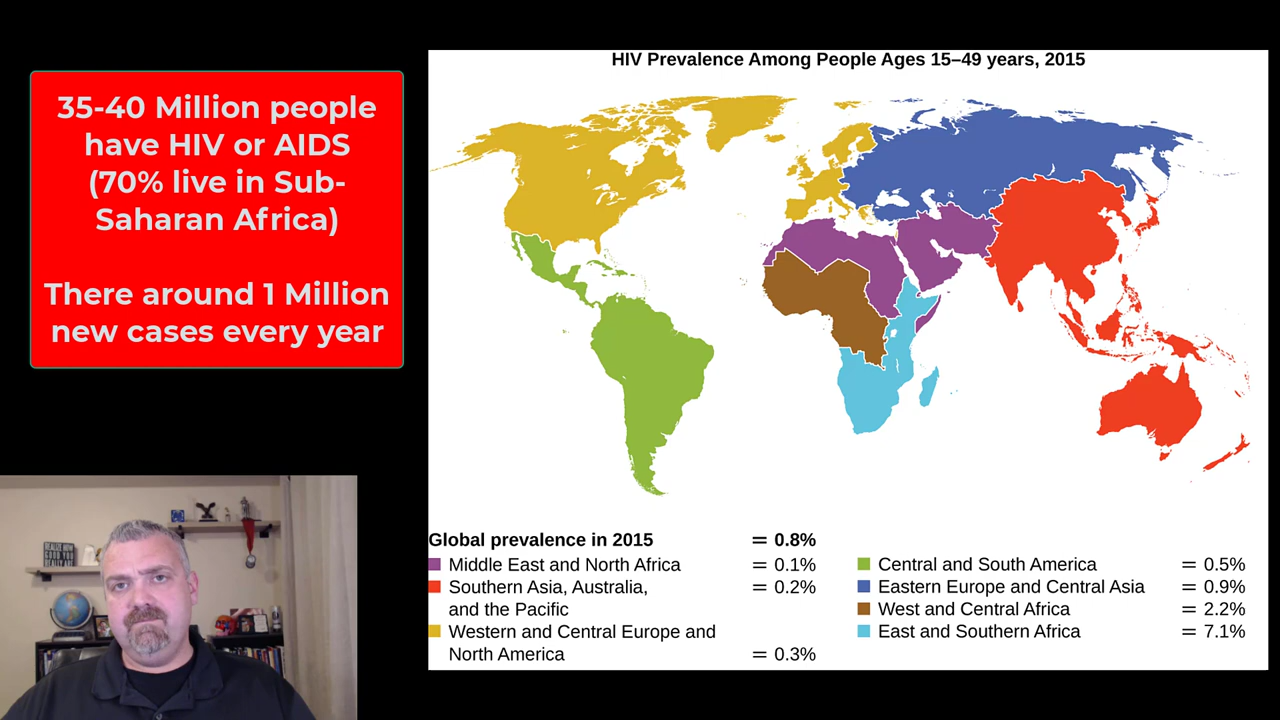 35-40 Million people
have HIV or AIDS
(70% live in Sub-
Saharan Africa)
There around 1 Million
new cases every year
HIV Prevalence Among People Ages 15–49 years, 2015
Global prevalence in 2015 = 0.8%
Middle East and North Africa = 0.1%
Southern Asia, Australia,
and the Pacific = 0.2%
Western and Central Europe and
North America = 0.3%
Central and South America = 0.5%
Eastern Europe and Central Asia = 0.9%
West and Central Africa = 2.2%
East and Southern Africa = 7.1%